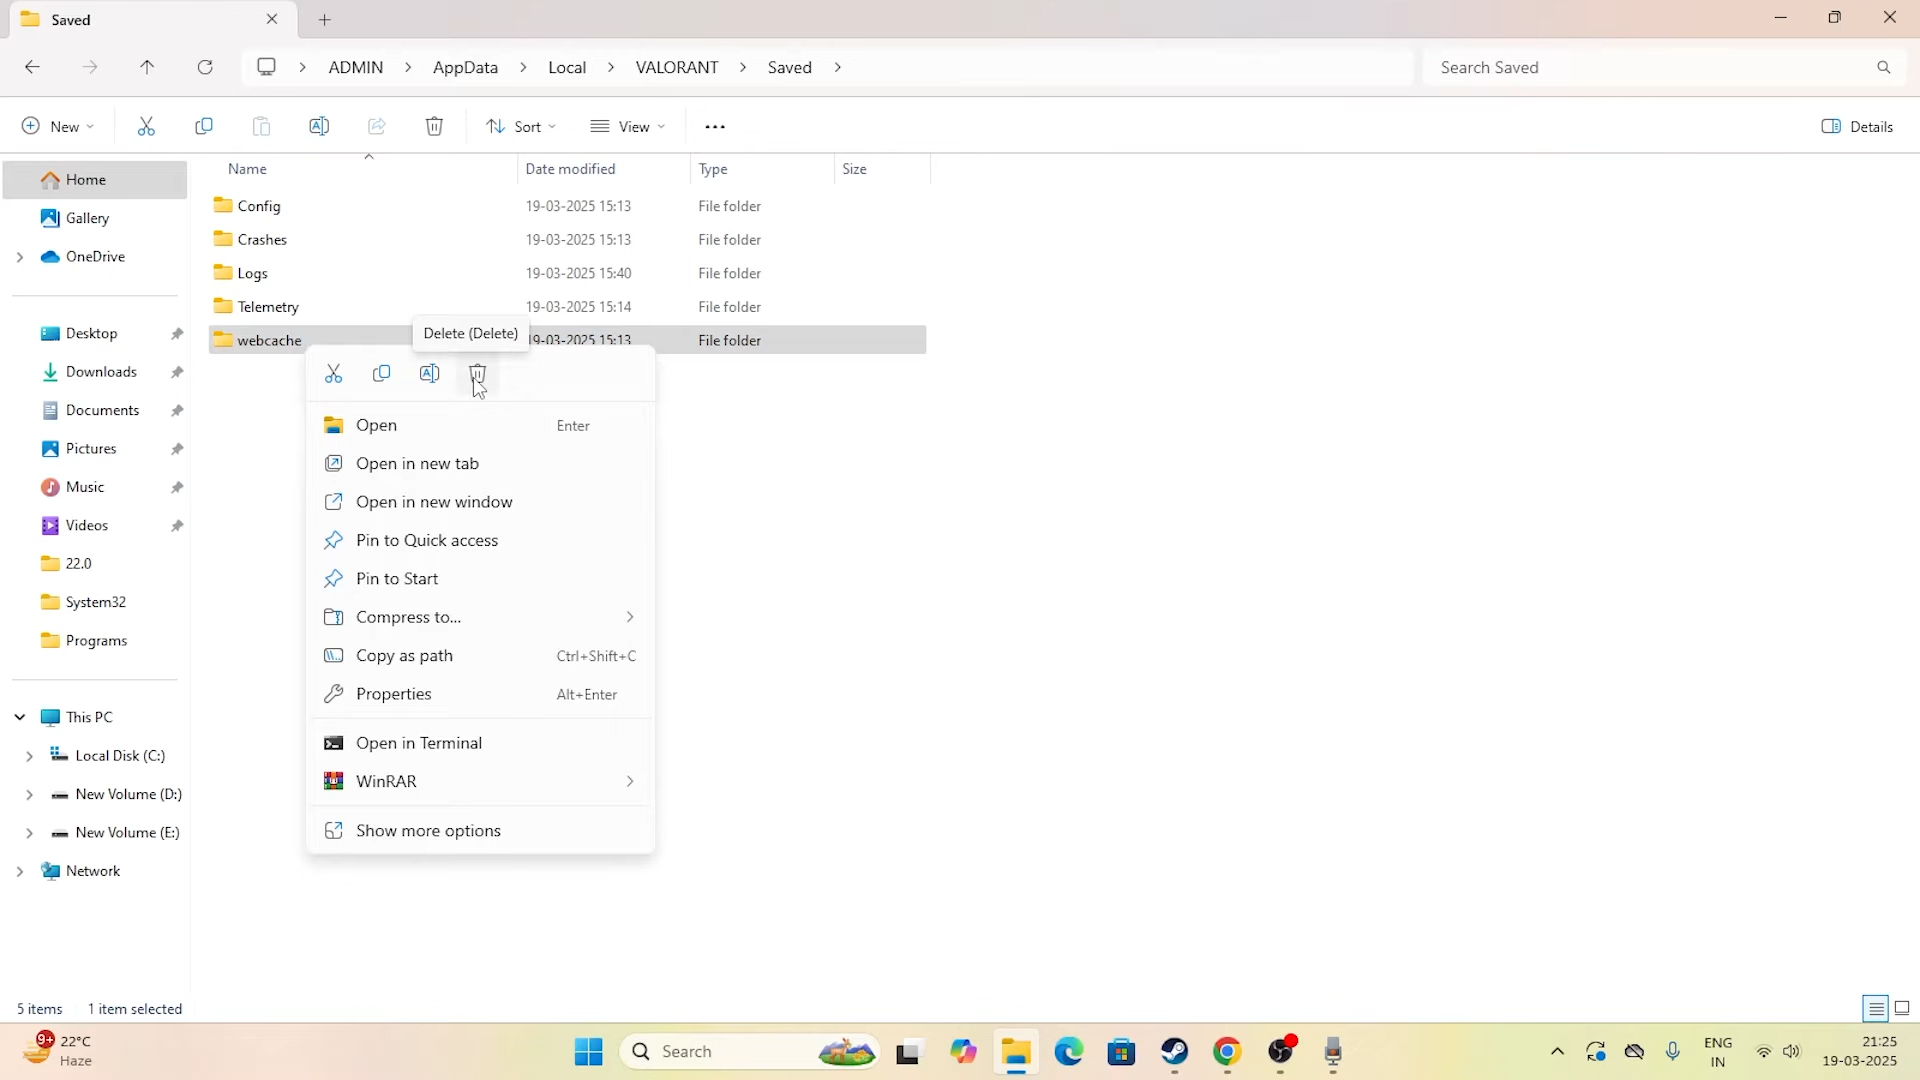 Saved
ADMIN > AppData > Local > VALORANT > Saved >
Search Saved
New
Sort
View
Details
Name
Date modified
Type
Size
Home
Gallery
OneDrive
Desktop
Downloads
Documents
Pictures
Music
Videos
22.0
System32
Programs
This PC
Local Disk (C:)
New Volume (D:)
New Volume (E:)
Network
Config 19-03-2025 15:13 File folder
Crashes 19-03-2025 15:13 File folder
Logs 19-03-2025 15:40 File folder
Telemetry 19-03-2025 15:14 File folder
webcache 19-03-2025 15:13 File folder
Delete (Delete)
Open Enter
Open in new tab
Open in new window
Pin to Quick access
Pin to Start
Compress to...
Copy as path Ctrl+Shift+C
Properties Alt+Enter
Open in Terminal
WinRAR
Show more options
5 items 1 item selected
9+
22°C
Haze
Search
ENG
IN
21:25
19-03-2025